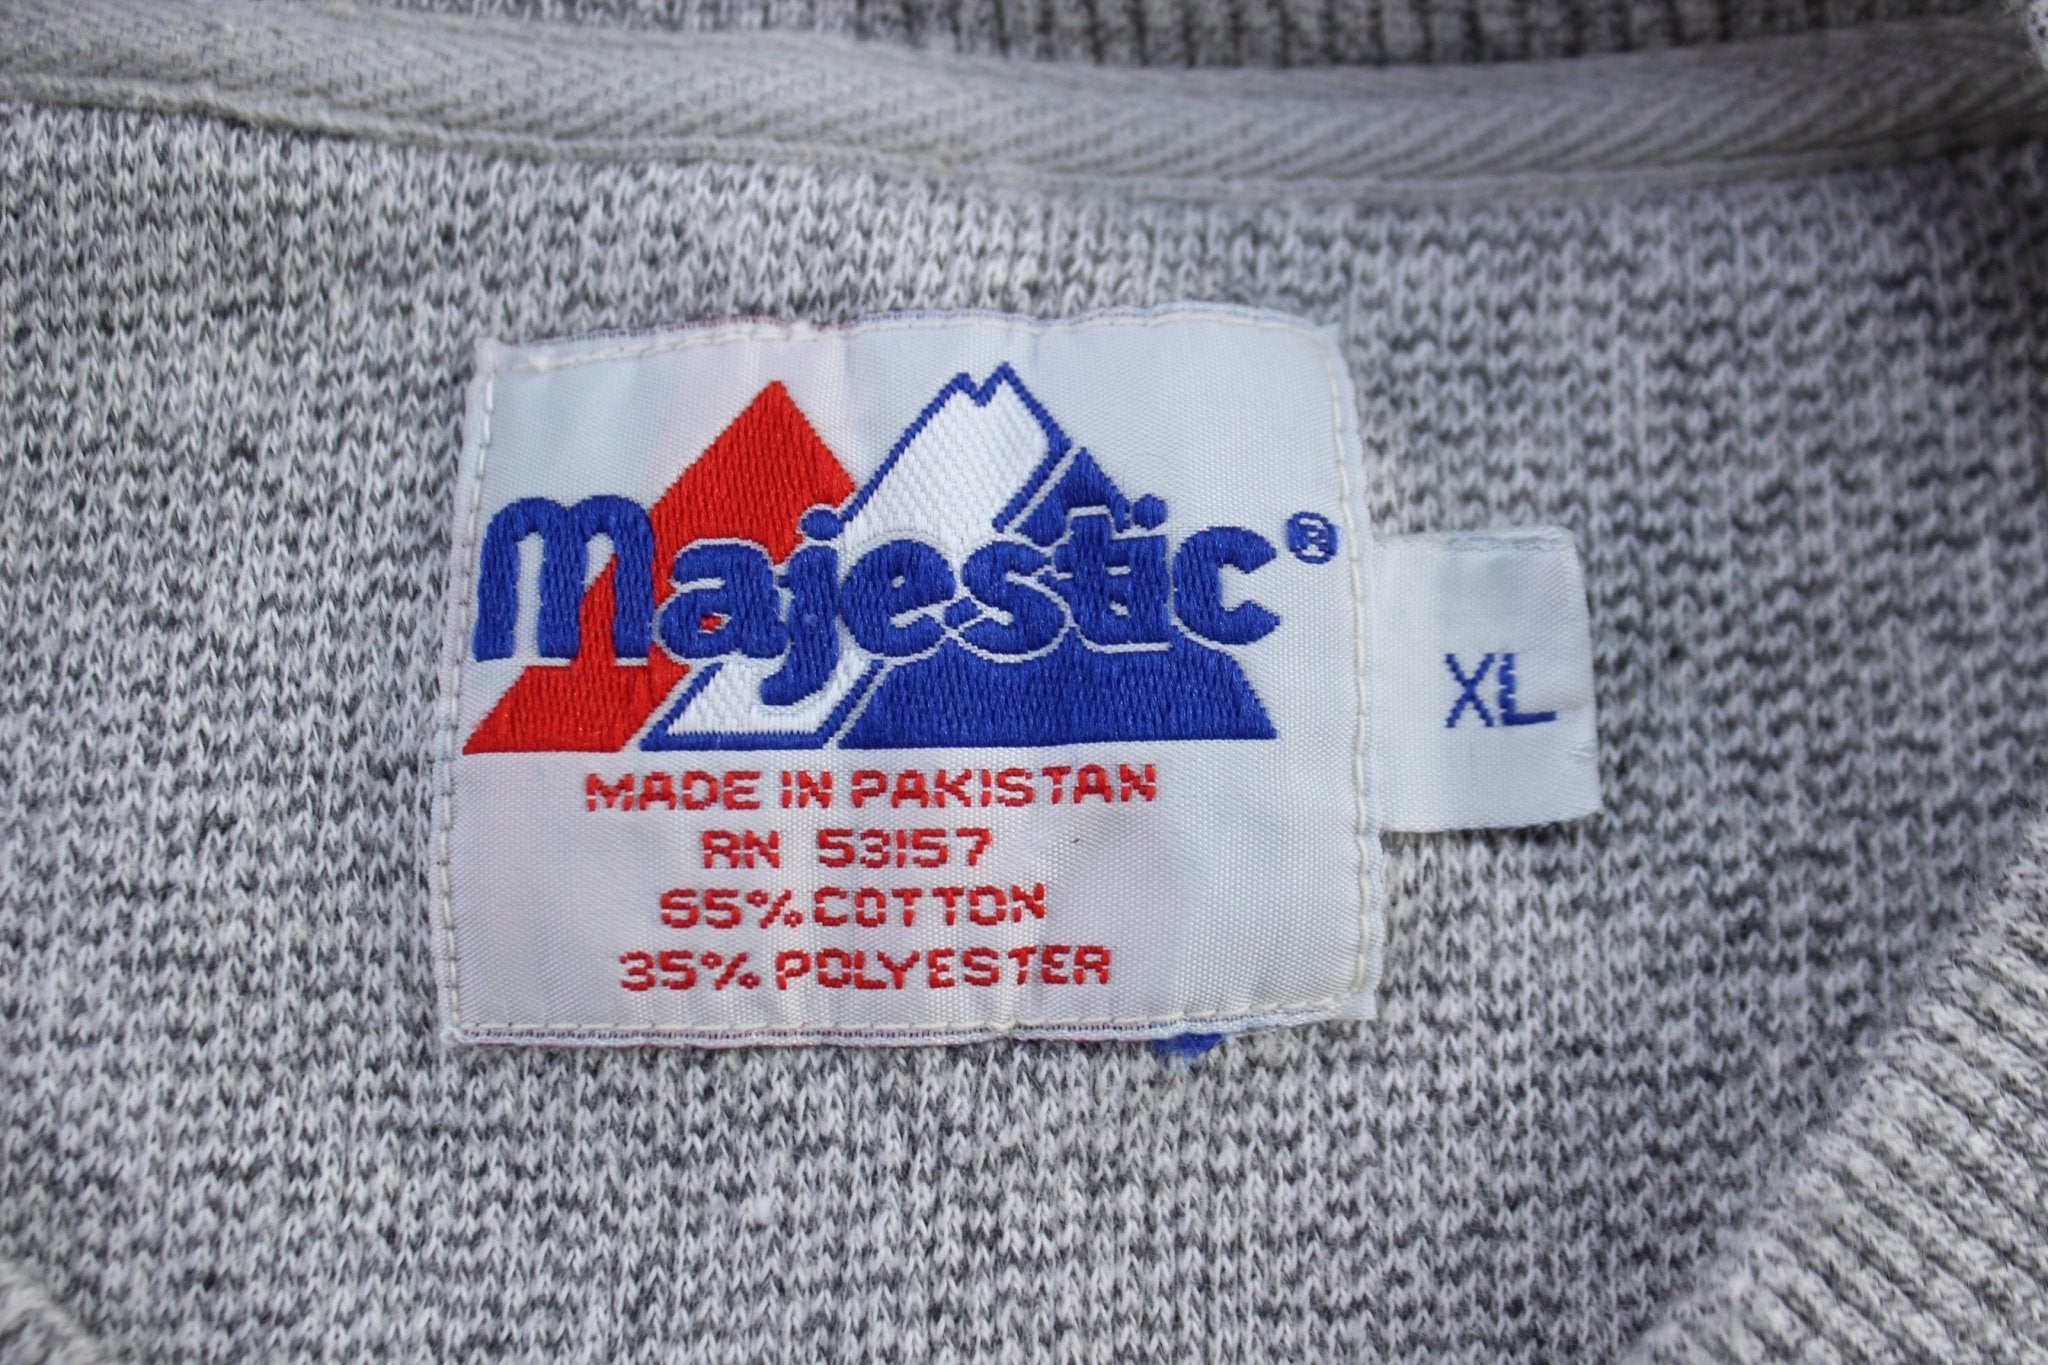 majestic®
XL
MADE IN PAKISTAN
RN 53157
65% COTTON
35% POLYESTER